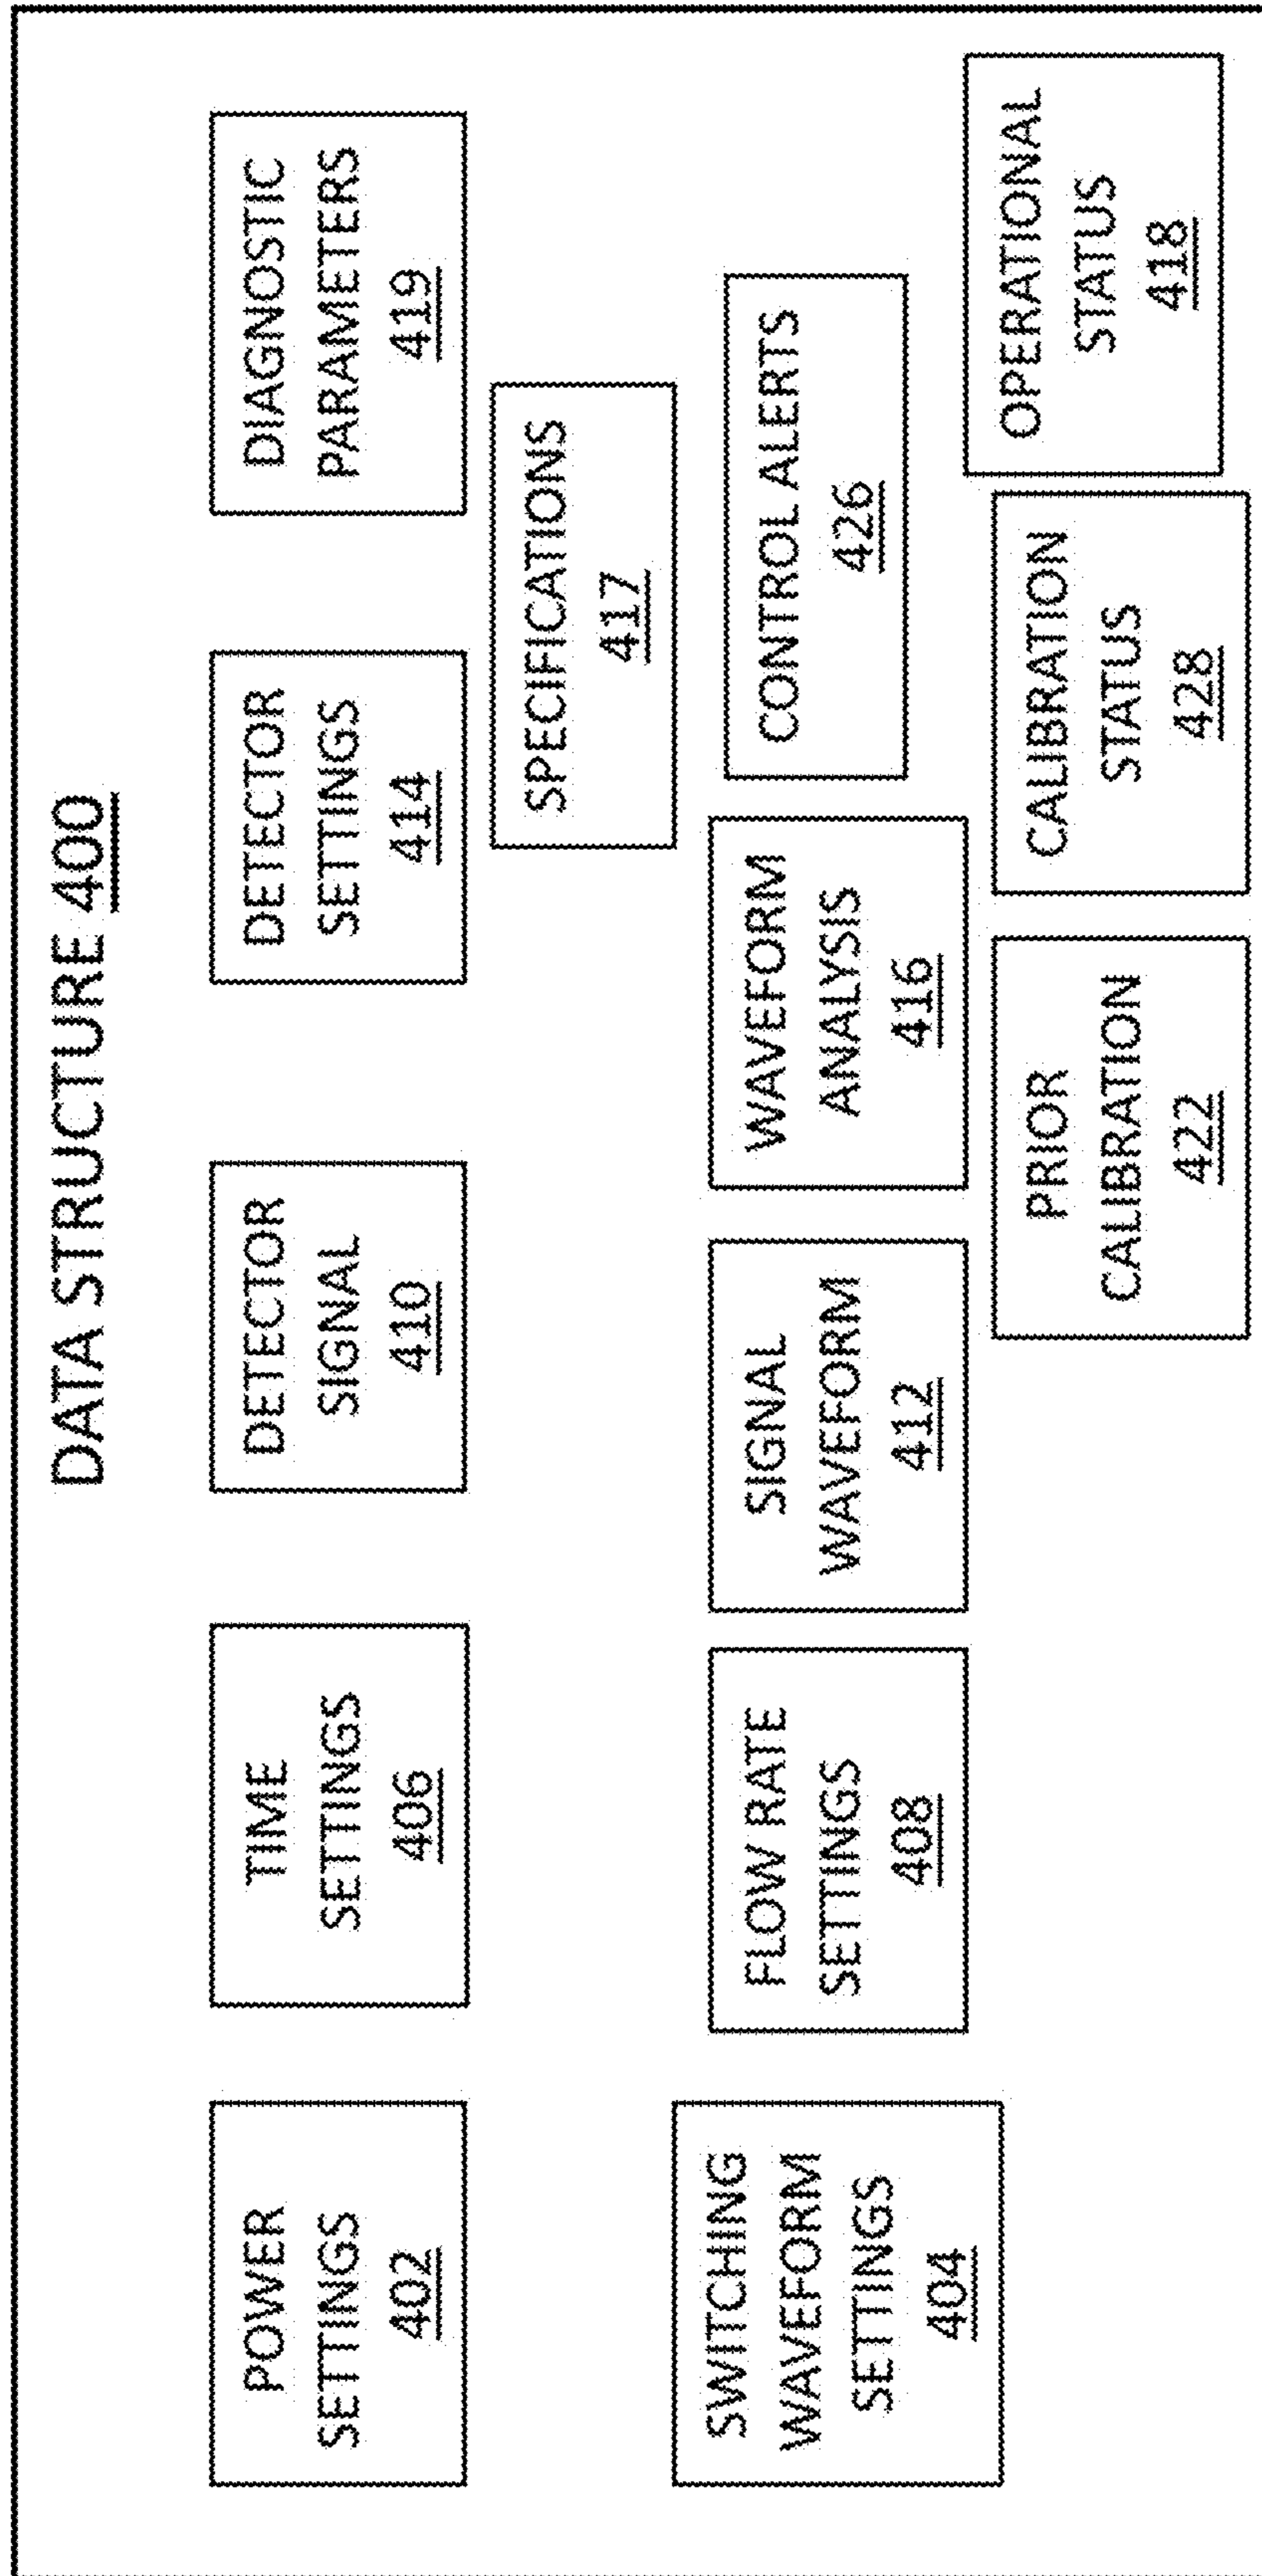 DATA STRUCTURE 400
POWER
SETTINGS
402
TIME
SETTINGS
406
DETECTOR
SIGNAL
410
DETECTOR
SETTINGS
414
DIAGNOSTIC
PARAMETERS
419
SPECIFICATIONS
417
SWITCHING
WAVEFORM
SETTINGS
404
FLOW RATE
SETTINGS
408
SIGNAL
WAVEFORM
412
WAVEFORM
ANALYSIS
416
CONTROL ALERTS
426
PRIOR
CALIBRATION
422
CALIBRATION
STATUS
428
OPERATIONAL
STATUS
418